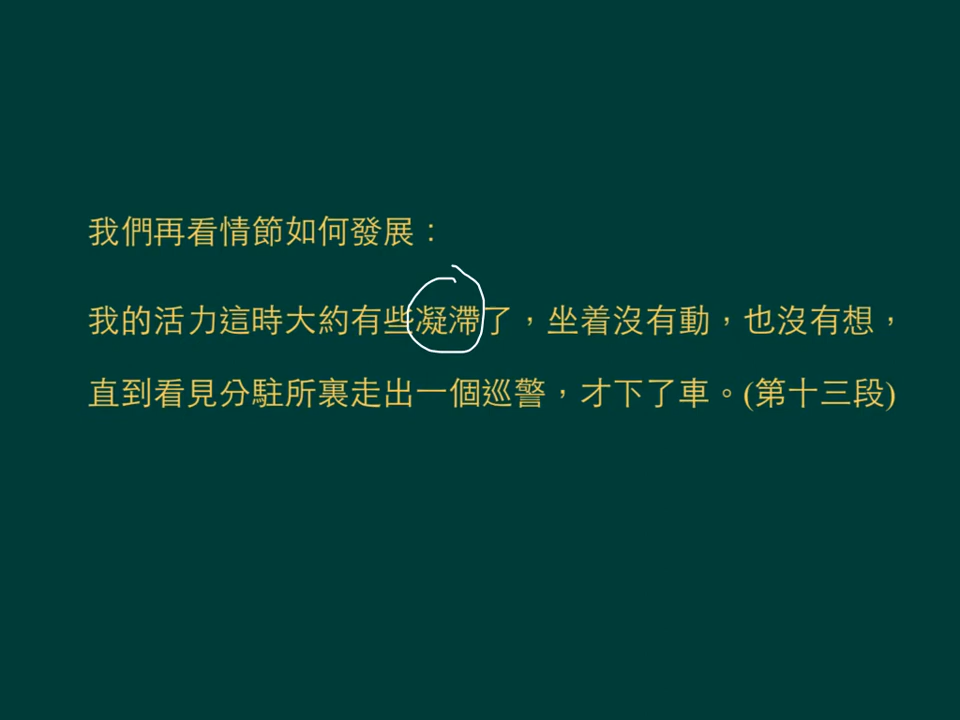 我們再看情節如何發展：
我的活力這時大約有些凝滯了，坐着沒有動，也沒有想，
直到看見分駐所裏走出一個巡警，才下了車。(第十三段)